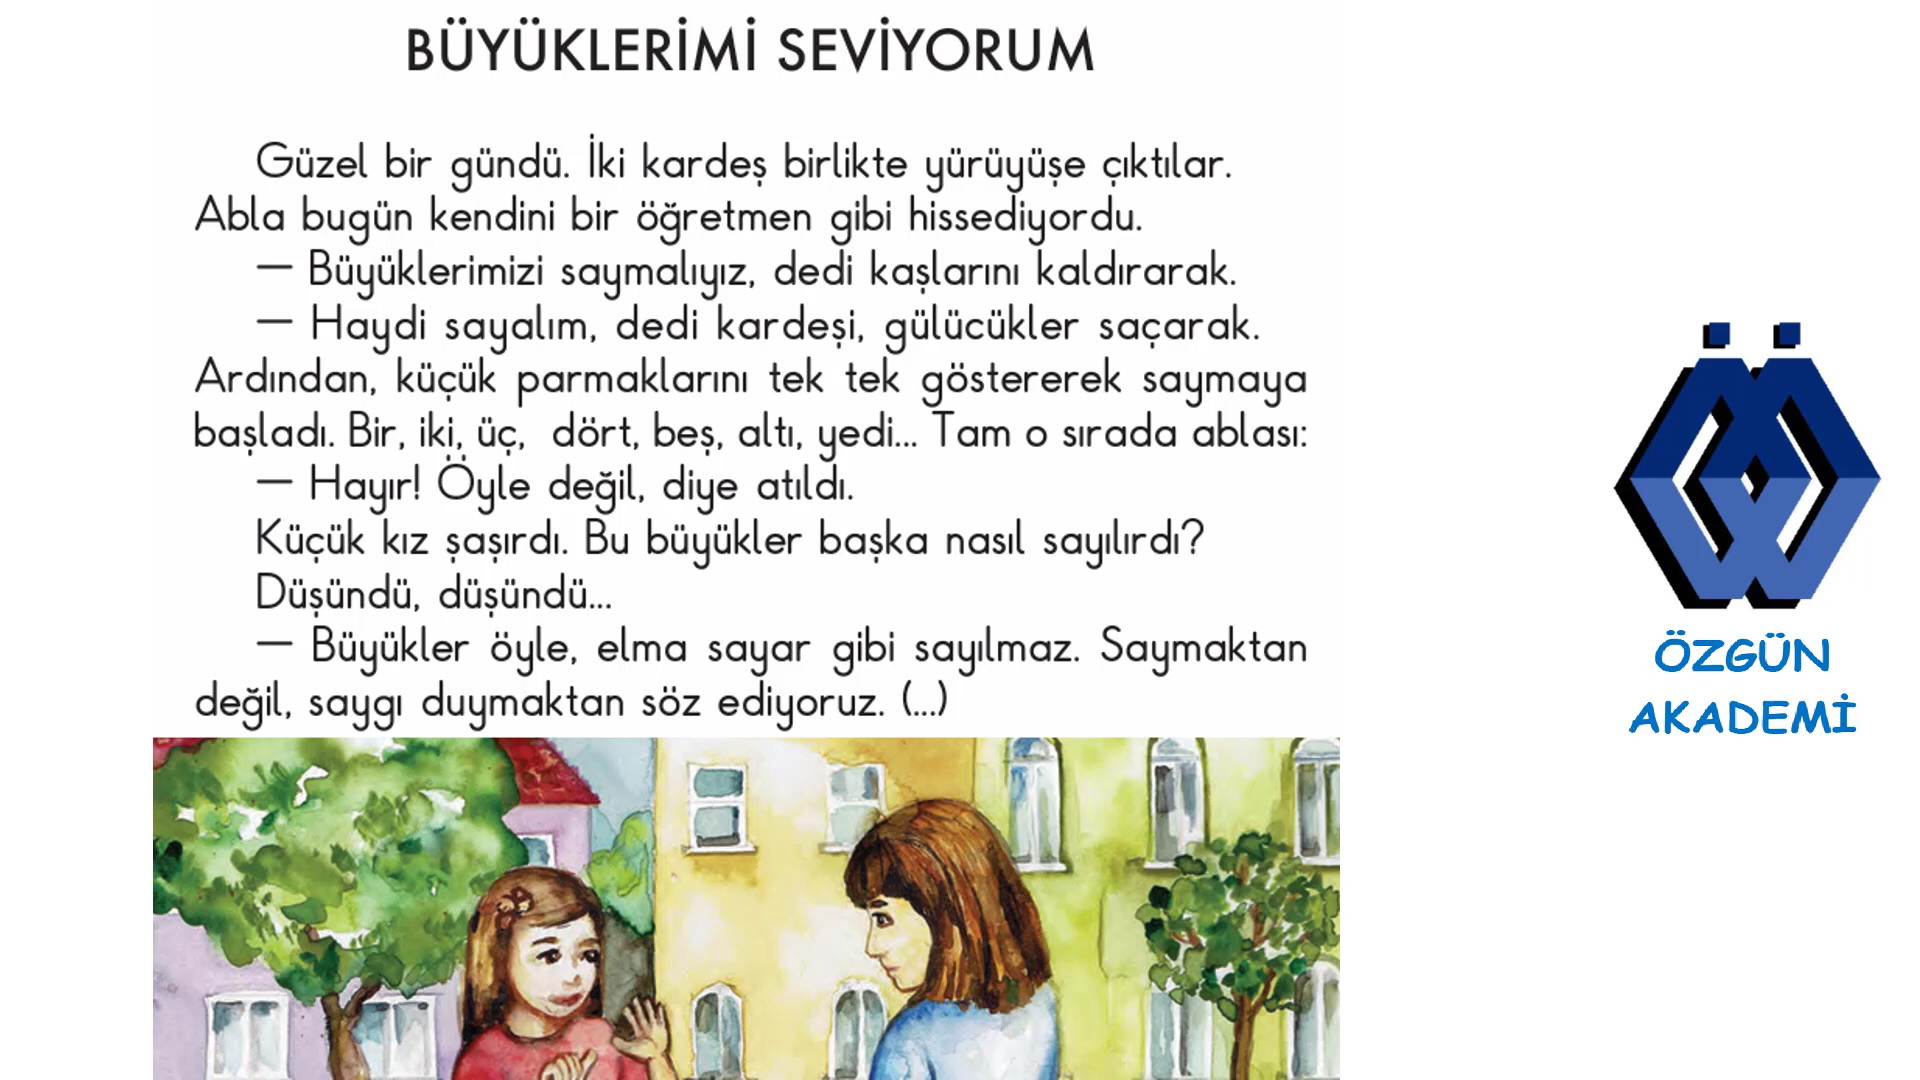 BÜYÜKLERİMİ SEVİYORUM
Güzel bir gündü. İki kardeş birlikte yürüyüşe çıktılar.
Abla bugün kendini bir öğretmen gibi hissediyordu.
— Büyüklerimizi saymalıyız, dedi kaşlarını kaldırarak.
— Haydi sayalım, dedi kardeşi, gülücükler saçarak.
Ardından, küçük parmaklarını tek tek göstererek saymaya
başladı. Bir, iki, üç, dört, beş, altı, yedi... Tam o sırada ablası:
— Hayır! Öyle değil, diye atıldı.
Küçük kız şaşırdı. Bu büyükler başka nasıl sayılırdı?
Düşündü, düşündü...
— Büyükler öyle, elma sayar gibi sayılmaz. Saymaktan
değil, saygı duymaktan söz ediyoruz. (...)
ÖZGÜN
AKADEMİ